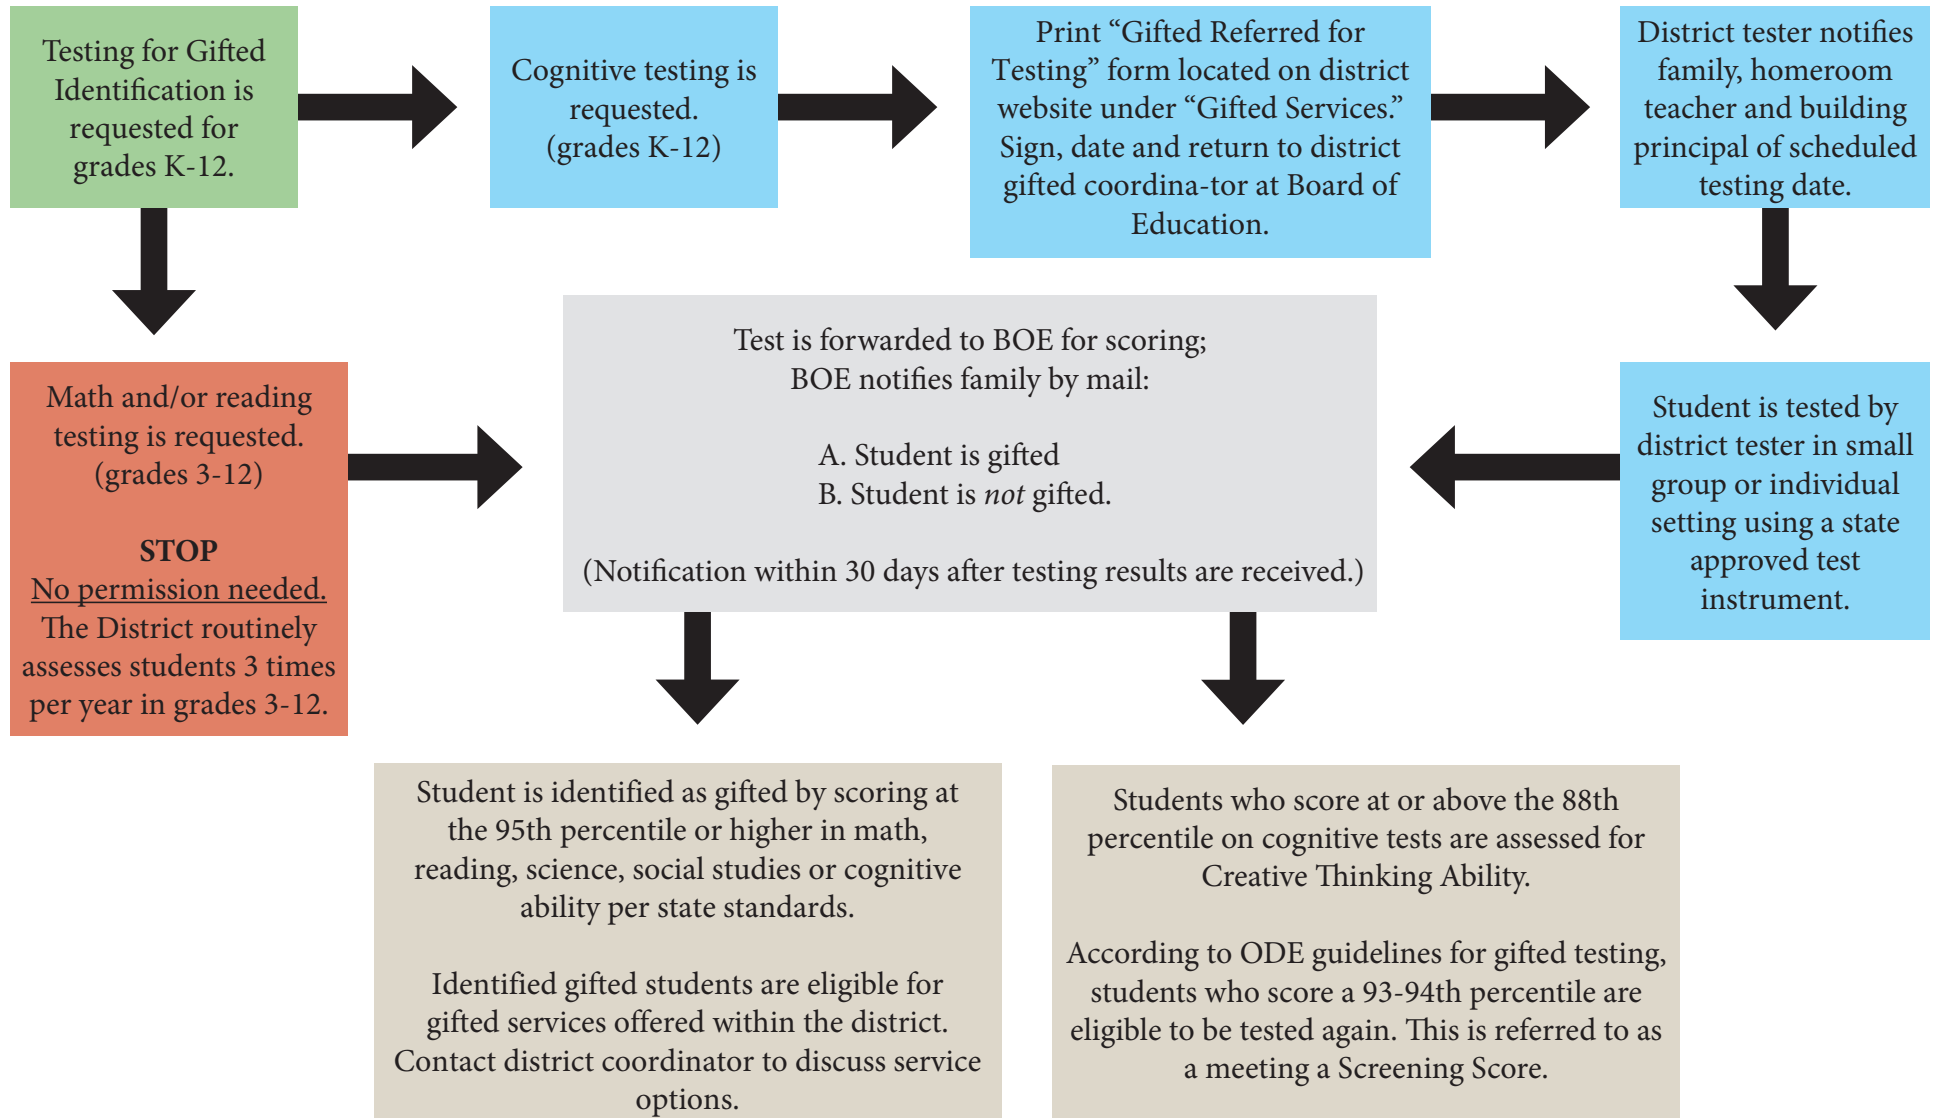 Testing for Gifted
Identification is
requested for
grades K-12.
Cognitive testing is
requested.
(grades K-12)
Print “Gifted Referred for
Testing” form located on district
website under “Gifted Services.”
Sign, date and return to district
gifted coordina-tor at Board of
Education.
District tester notifies
family, homeroom
teacher and building
principal of scheduled
testing date.
Math and/or reading
testing is requested.
(grades 3-12)
STOP
No permission needed.
The District routinely
assesses students 3 times
per year in grades 3-12.
Test is forwarded to BOE for scoring;
BOE notifies family by mail:
A. Student is gifted
B. Student is not gifted.
(Notification within 30 days after testing results are received.)
Student is tested by
district tester in small
group or individual
setting using a state
approved test
instrument.
Student is identified as gifted by scoring at
the 95th percentile or higher in math,
reading, science, social studies or cognitive
ability per state standards.
Identified gifted students are eligible for
gifted services offered within the district.
Contact district coordinator to discuss service
options.
Students who score at or above the 88th
percentile on cognitive tests are assessed for
Creative Thinking Ability.
According to ODE guidelines for gifted testing,
students who score a 93-94th percentile are
eligible to be tested again. This is referred to as
a meeting a Screening Score.